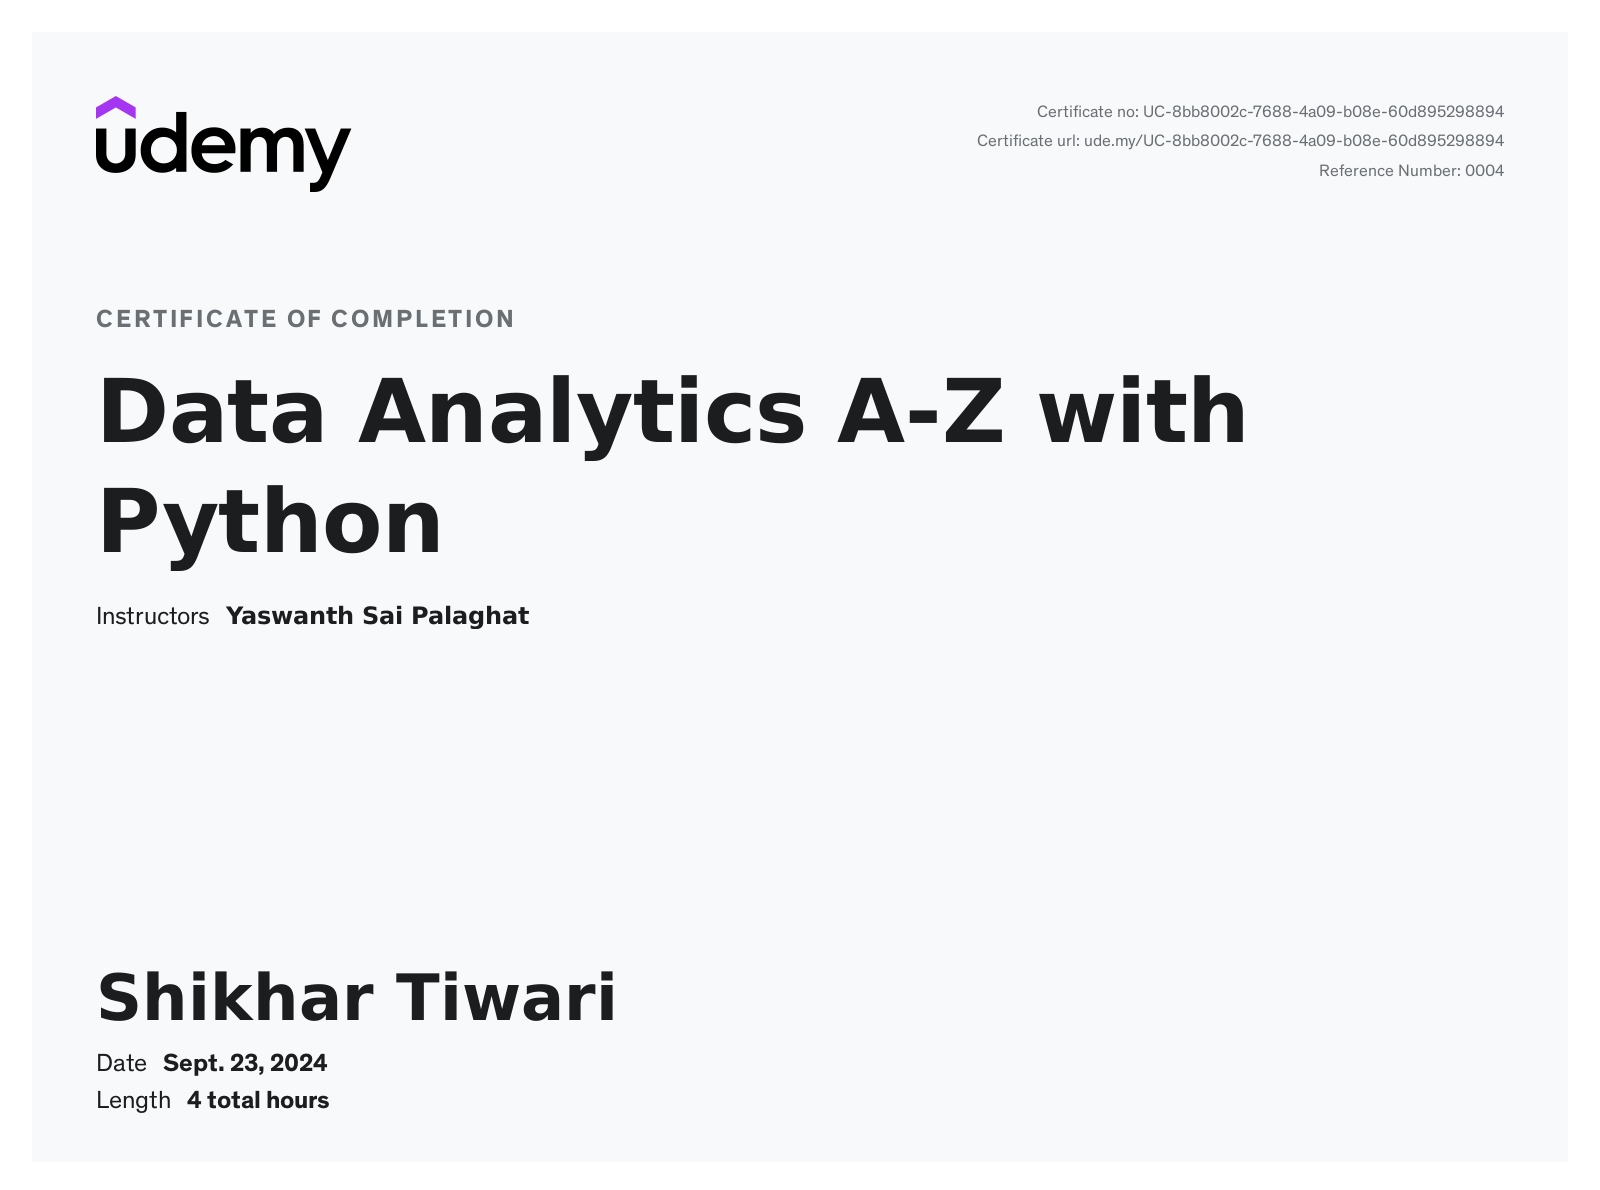 udemy
Certificate no: UC-8bb8002c-7688-4a09-b08e-60d895298894
Certificate url: ude.my/UC-8bb8002c-7688-4a09-b08e-60d895298894
Reference Number: 0004
CERTIFICATE OF COMPLETION
Data Analytics A-Z with
Python
Instructors Yaswanth Sai Palaghat
Shikhar Tiwari
Date Sept. 23, 2024
Length 4 total hours